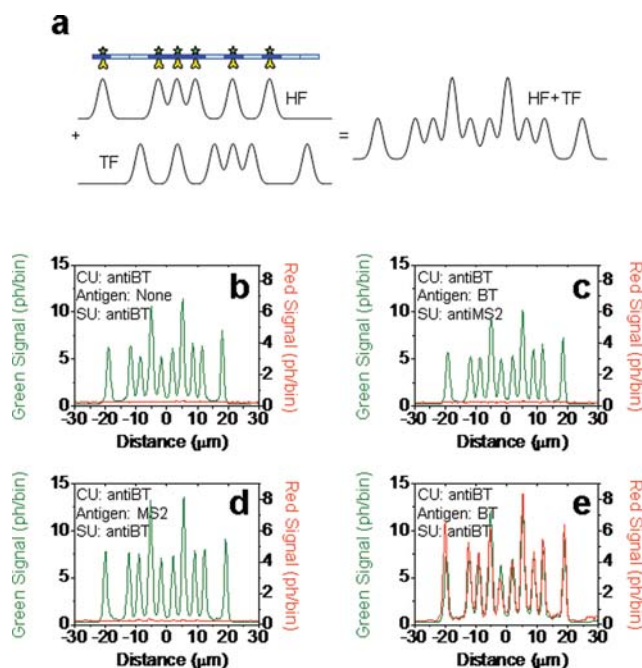 a
HF
HF+TF
+
=
TF
b
CU: antiBT
Antigen: None
SU: antiBT
Green Signal (ph/bin)
15
10
5
0
Red Signal (ph/bin)
8
6
4
2
0
-30 -20 -10 0 10 20 30
Distance (μm)
c
CU: antiBT
Antigen: BT
SU: antiMS2
Green Signal (ph/bin)
15
10
5
0
Red Signal (ph/bin)
8
6
4
2
0
-30 -20 -10 0 10 20 30
Distance (μm)
d
CU: antiBT
Antigen: MS2
SU: antiBT
Green Signal (ph/bin)
15
10
5
0
Red Signal (ph/bin)
8
6
4
2
0
-30 -20 -10 0 10 20 30
Distance (μm)
e
CU: antiBT
Antigen: BT
SU: antiBT
Green Signal (ph/bin)
15
10
5
0
Red Signal (ph/bin)
8
6
4
2
0
-30 -20 -10 0 10 20 30
Distance (μm)